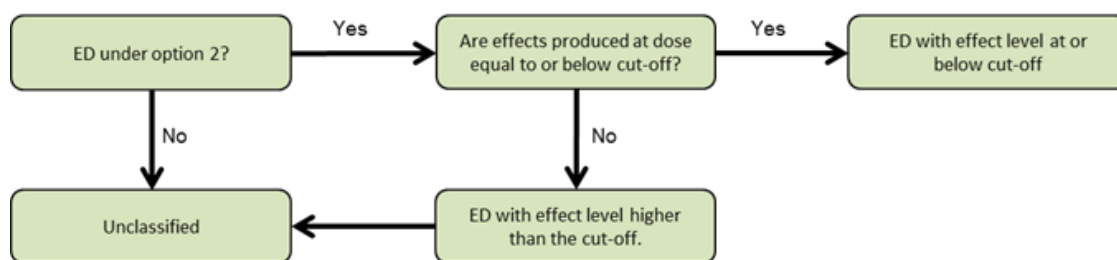 ED under option 2?
Yes
Are effects produced at dose
equal to or below cut-off?
Yes
ED with effect level at or
below cut-off
No
No
Unclassified
ED with effect level higher
than the cut-off.